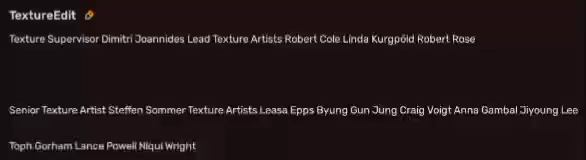 TextureEdit
Texture Supervisor Dimitri Joannides Lead Texture Artists Robert Cole Linda Kurgpöld Robert Rose
Senior Texture Artist Steffen Sommer Texture Artists Leasa Epps Byung Gun Jung Craig Voigt Anna Gambal Jiyoung Lee
Toph Gorham Lance Powell Niqui Wright